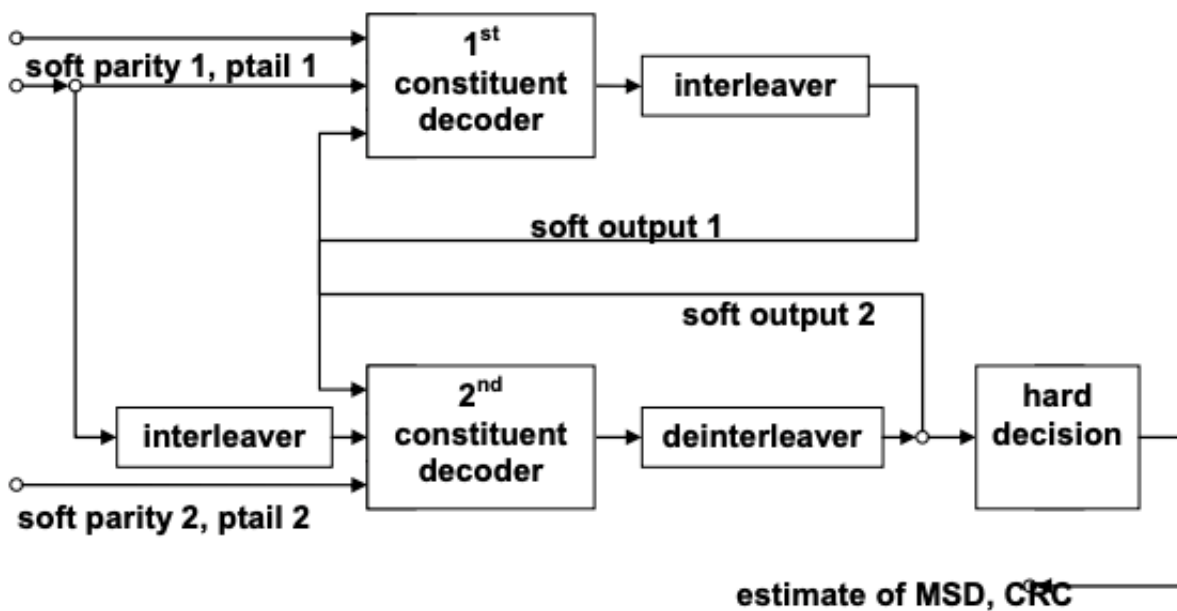 soft parity 1, ptail 1
1st
constituent
decoder
interleaver
soft output 1
soft output 2
interleaver
2nd
constituent
decoder
deinterleaver
hard
decision
soft parity 2, ptail 2
estimate of MSD, CRC